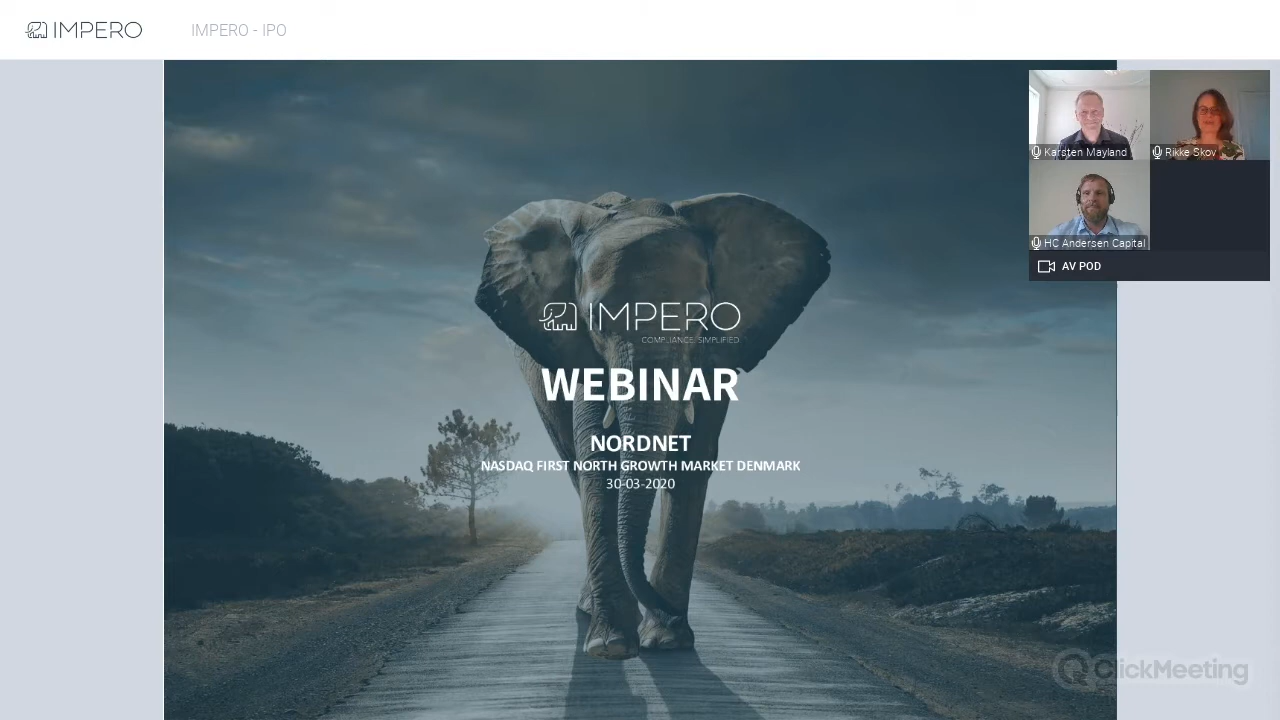 IMPERO
IMPERO - IPO
Karsten Mayland
Rikke Skov
HC Andersen Capital
AV POD
IMPERO
COMPLIANCE SIMPLIFIED
WEBINAR
NORDNET
NASDAQ FIRST NORTH GROWTH MARKET DENMARK
30-03-2020
ClickMeeting